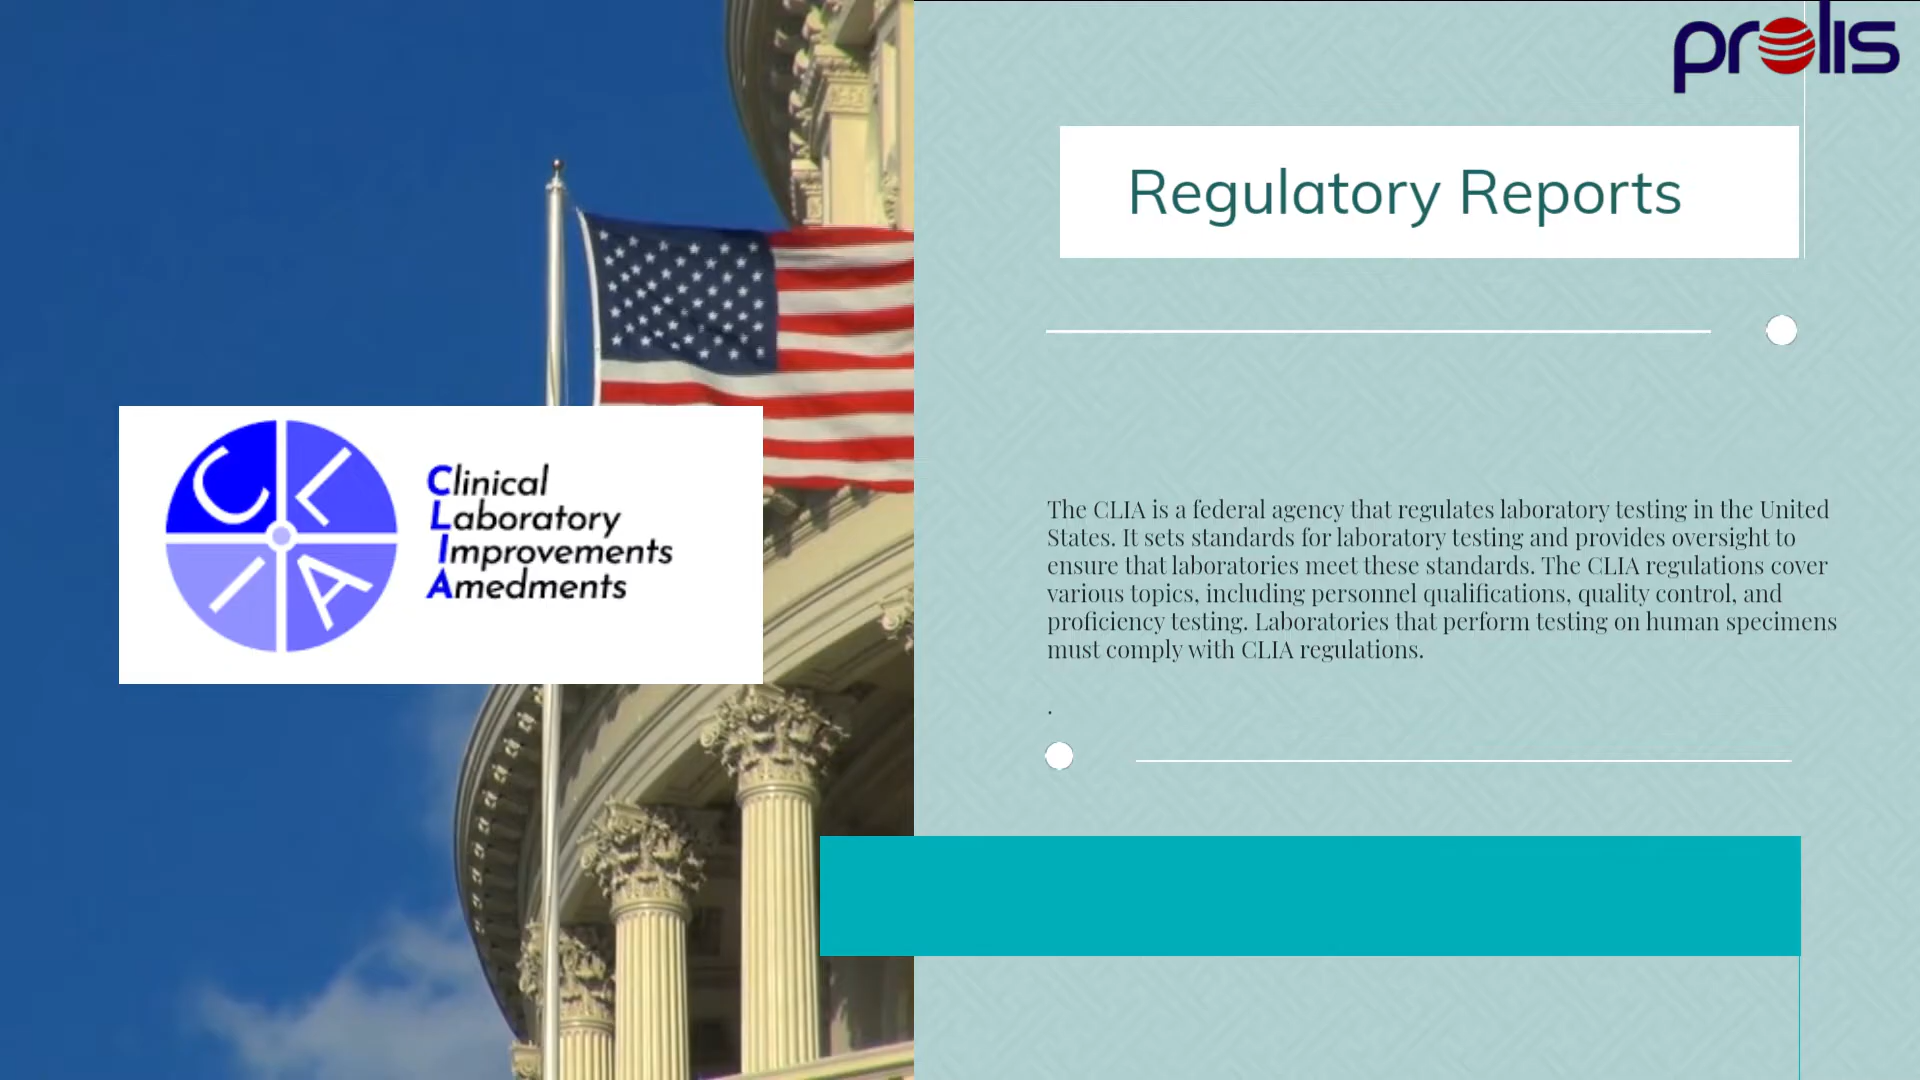 prolis
Regulatory Reports
C L I A
Clinical
Laboratory
Improvements
Amedments
The CLIA is a federal agency that regulates laboratory testing in the United
States. It sets standards for laboratory testing and provides oversight to
ensure that laboratories meet these standards. The CLIA regulations cover
various topics, including personnel qualifications, quality control, and
proficiency testing. Laboratories that perform testing on human specimens
must comply with CLIA regulations.
.